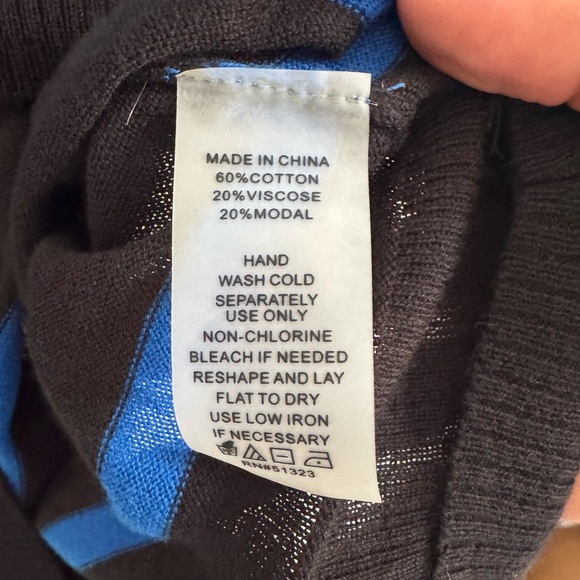 MADE IN CHINA
60%COTTON
20%VISCOSE
20%MODAL
HAND
WASH COLD
SEPARATELY
USE ONLY
NON-CHLORINE
BLEACH IF NEEDED
RESHAPE AND LAY
FLAT TO DRY
USE LOW IRON
IF NECESSARY
RN#51323